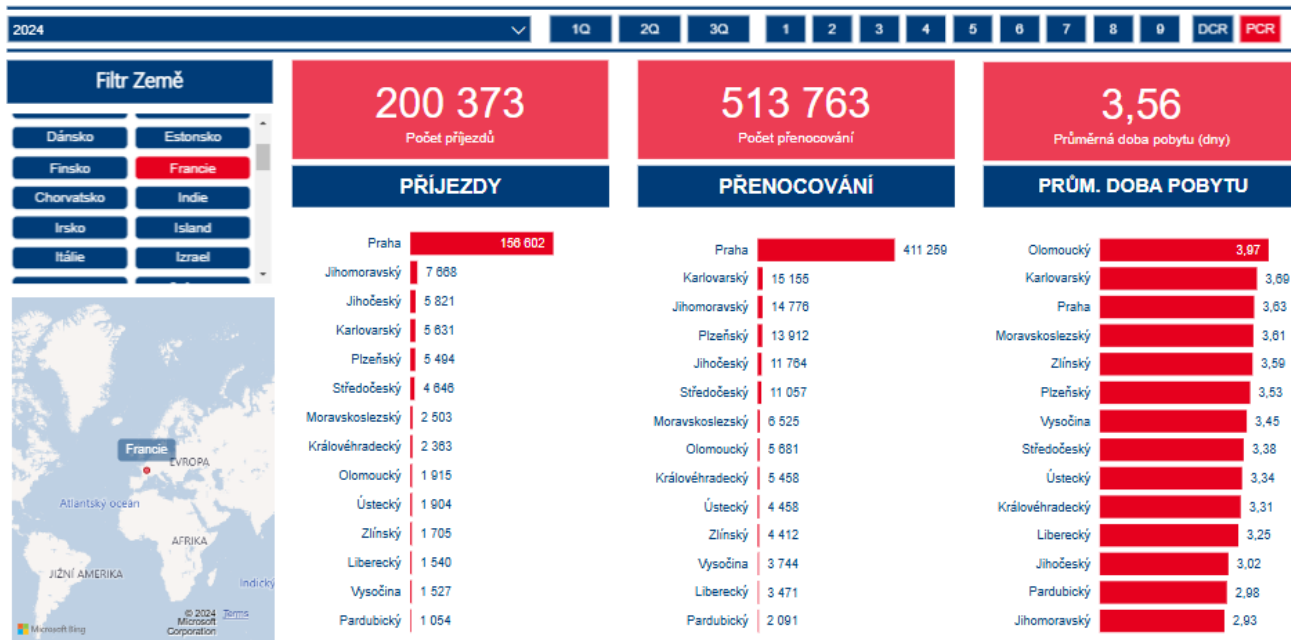 2024
1Q 2Q 3Q 1 2 3 4 5 6 7 8 9 DCR PCR
Filtr Země
Dánsko Estonsko
Finsko Francie
Chorvatsko Indie
Irsko Island
Itálie Izrael
200 373
Počet příjezdů
513 763
Počet přenocování
3,56
Průměrná doba pobytu (dny)
PŘÍJEZDY
Praha 156 602
Jihomoravský 7 668
Jihočeský 5 821
Karlovarský 5 631
Plzeňský 5 494
Středočeský 4 646
Moravskoslezský 2 503
Královéhradecký 2 363
Olomoucký 1 915
Ústecký 1 904
Zlínský 1 705
Liberecký 1 540
Vysočina 1 527
Pardubický 1 054
PŘENOCOVÁNÍ
Praha 411 259
Karlovarský 15 155
Jihomoravský 14 776
Plzeňský 13 912
Jihočeský 11 764
Středočeský 11 057
Moravskoslezský 6 525
Olomoucký 5 681
Královéhradecký 5 458
Ústecký 4 458
Zlínský 4 412
Vysočina 3 744
Liberecký 3 471
Pardubický 2 091
PRŮM. DOBA POBYTU
Olomoucký 3,97
Karlovarský 3,69
Praha 3,63
Moravskoslezský 3,61
Zlínský 3,59
Plzeňský 3,53
Vysočina 3,45
Středočeský 3,38
Ústecký 3,34
Královéhradecký 3,31
Liberecký 3,25
Jihočeský 3,02
Pardubický 2,98
Jihomoravský 2,93
Francie
EVROPA
Atlantský oceán
AFRIKA
JIŽNÍ AMERIKA
Indický
© 2024 Terms
Microsoft
Corporation
Microsoft Bing